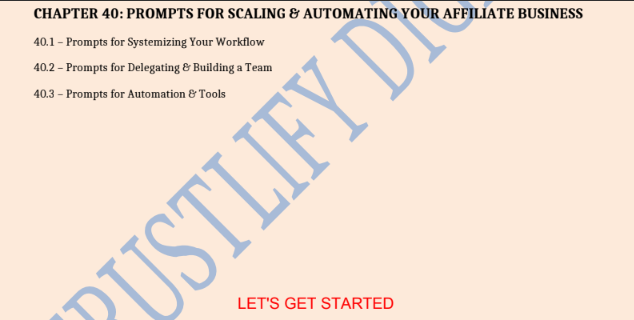 CHAPTER 40: PROMPTS FOR SCALING & AUTOMATING YOUR AFFILIATE BUSINESS
40.1 – Prompts for Systemizing Your Workflow
40.2 – Prompts for Delegating & Building a Team
40.3 – Prompts for Automation & Tools
LET'S GET STARTED